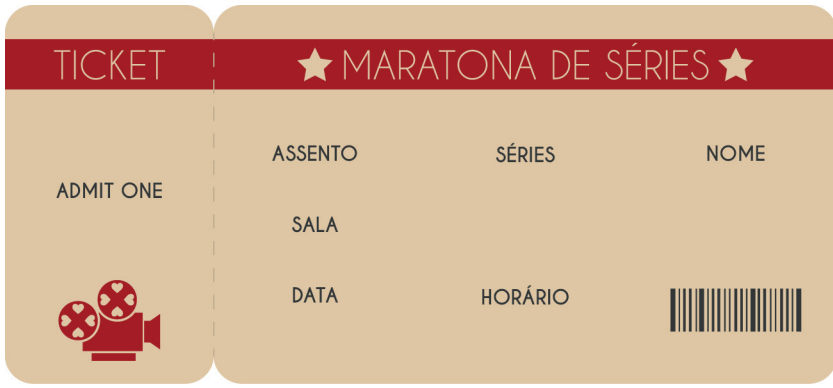 TICKET
MARATONA DE SÉRIES
ADMIT ONE
ASSENTO
SÉRIES
NOME
SALA
DATA
HORÁRIO